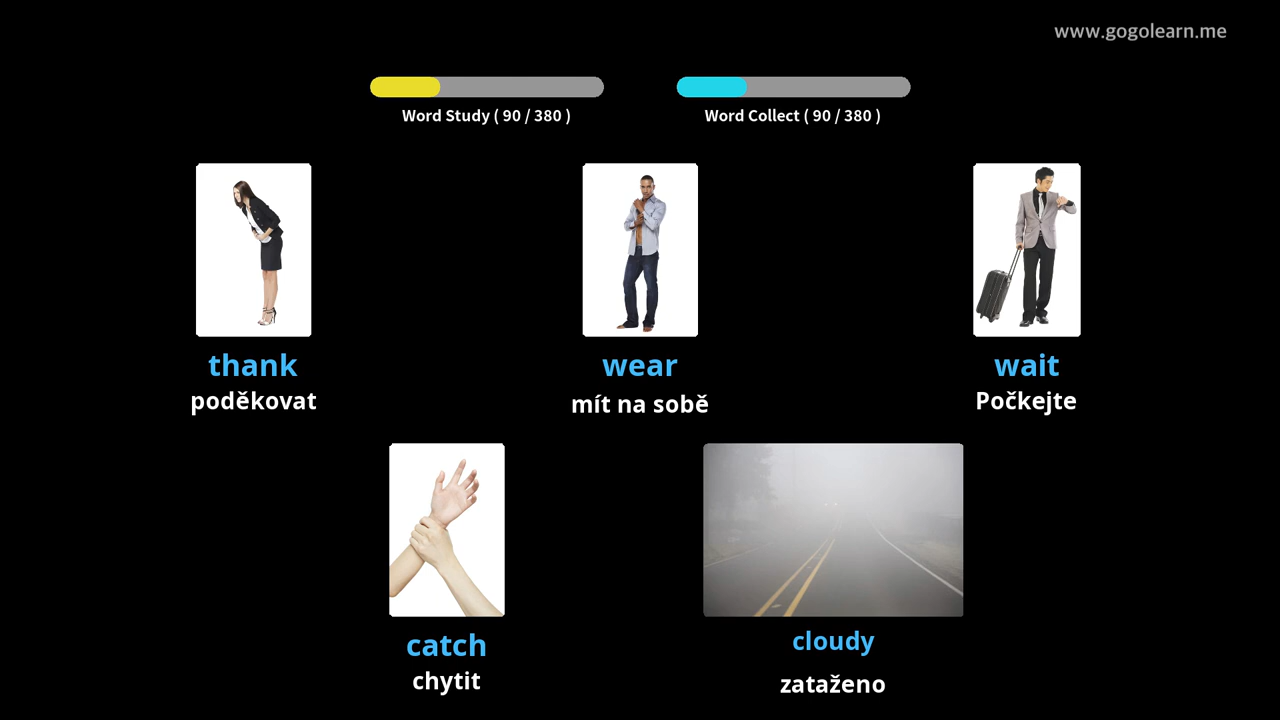 www.gogolearn.me
Word Study ( 90 / 380 )
Word Collect ( 90 / 380 )
thank
poděkovat
wear
mít na sobě
wait
Počkejte
catch
chytit
cloudy
zataženo